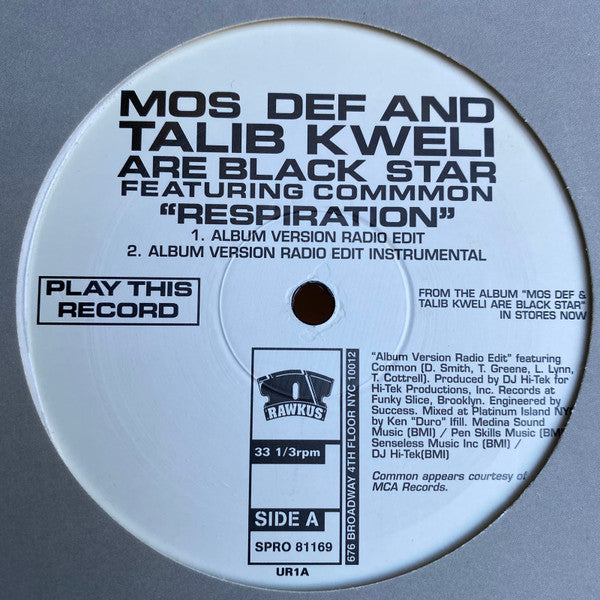 MOS DEF AND
TALIB KWELI
ARE BLACK STAR
FEATURING COMMMON
"RESPIRATION"
1. ALBUM VERSION RADIO EDIT
2. ALBUM VERSION RADIO EDIT INSTRUMENTAL
PLAY THIS
RECORD
FROM THE ALBUM "MOS DEF &
TALIB KWELI ARE BLACK STAR"
IN STORES NOW
RAWKUS
33 1/3rpm
SIDE A
SPRO 81169
676 BROADWAY 4TH FLOOR NYC 10012
"Album Version Radio Edit" featuring
Common (D. Smith, T. Greene, L. Lynn,
T. Cottrell). Produced by DJ Hi-Tek for
Hi-Tek Productions, Inc. Records at
Funky Slice, Brooklyn. Engineered by
Success. Mixed at Platinum Island NYC
by Ken "Duro" Ifill. Medina Sound
Music (BMI) / Pen Skills Music (BMI)
Senseless Music Inc (BMI) /
DJ Hi-Tek(BMI)
Common appears courtesy of
MCA Records.
UR1A